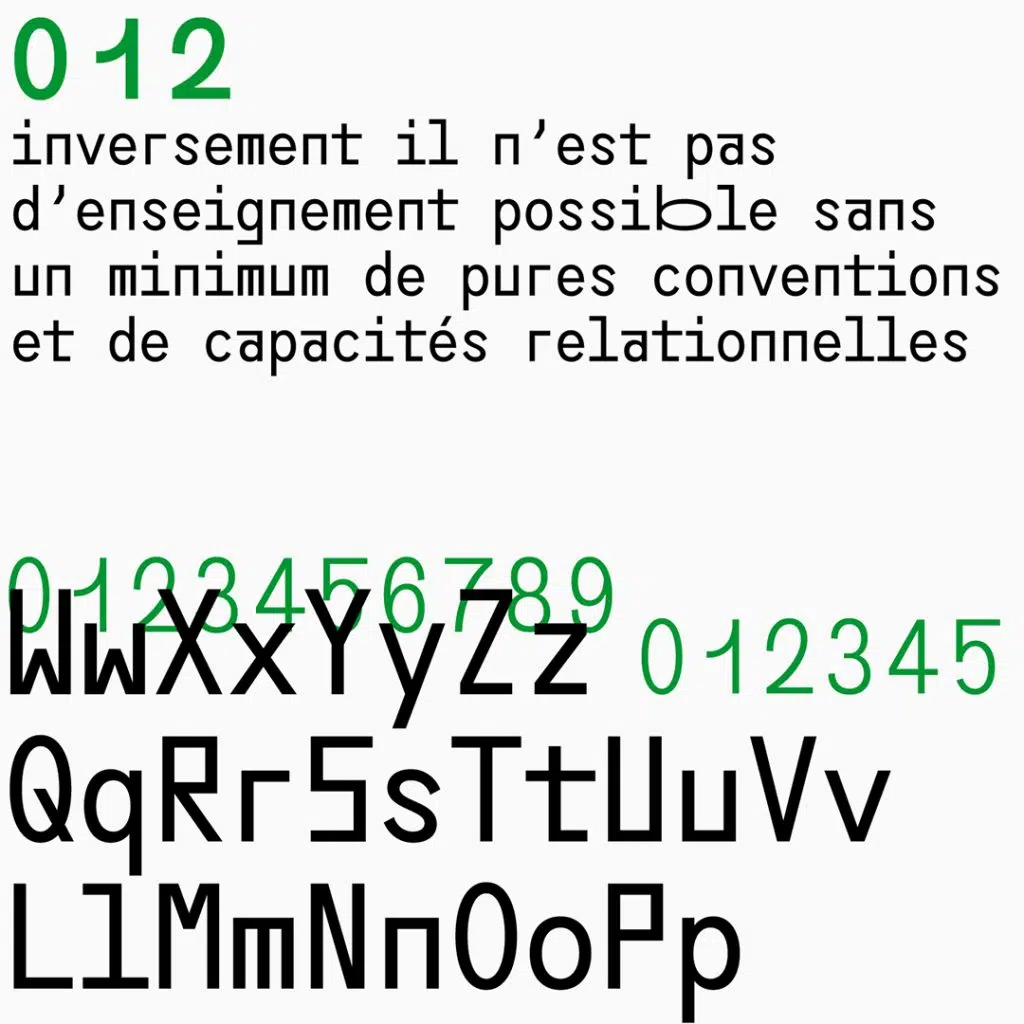 012
inversement il n’est pas
d’enseignement possible sans
un minimum de pures conventions
et de capacités relationnelles
0123456789
WwXxYyZz 012345
QqRrSsTtUuVv
LlMmNnOoPp